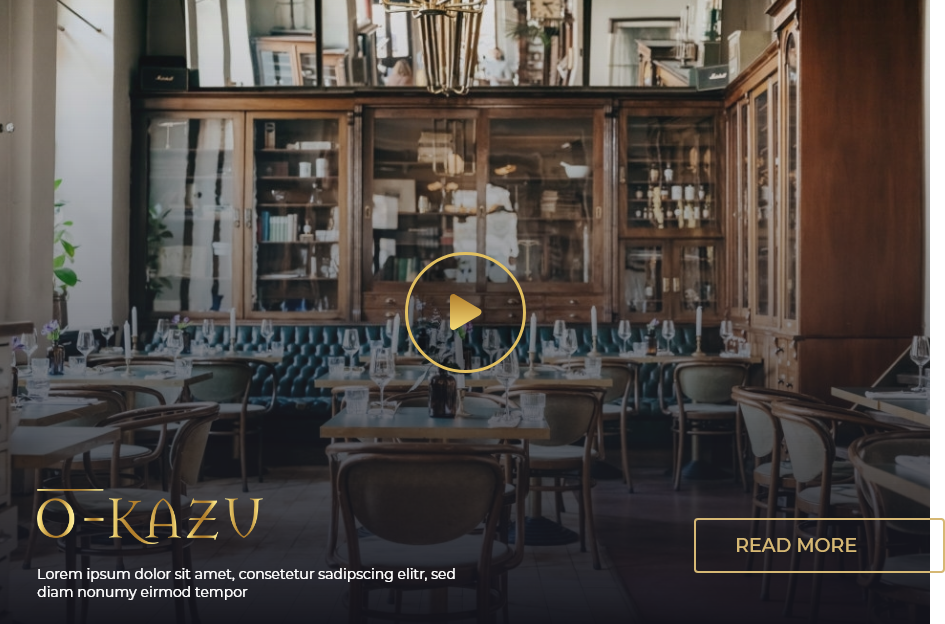 O-KAZU
Lorem ipsum dolor sit amet, consetetur sadipscing elitr, sed
diam nonumy eirmod tempor
READ MORE